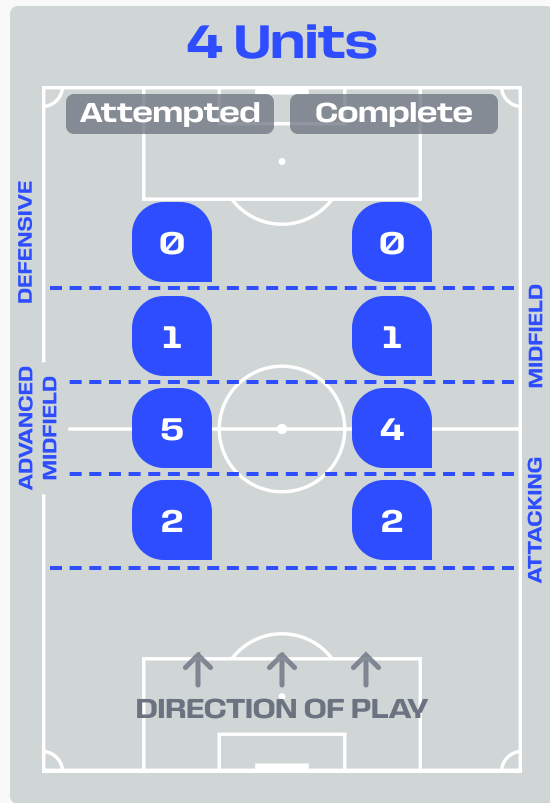 4 Units
Attempted Complete
DEFENSIVE
0 0
MIDFIELD
1 1
ADVANCED
MIDFIELD
5 4
ATTACKING
2 2
DIRECTION OF PLAY